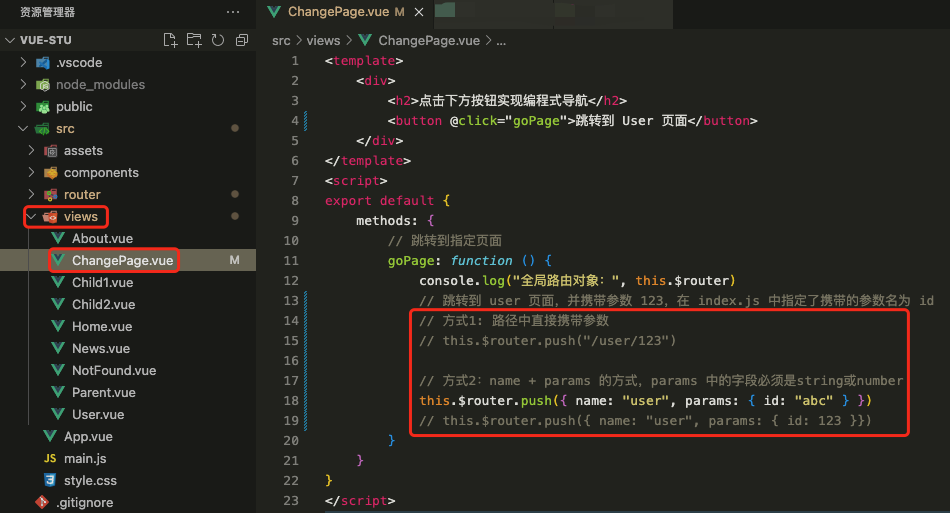 资源管理器
···
VUE-STU
.vscode
node_modules
public
src
assets
components
router
views
About.vue
ChangePage.vue M
Child1.vue
Child2.vue
Home.vue
News.vue
NotFound.vue
Parent.vue
User.vue
App.vue
JS main.js
style.css
.gitignore
ChangePage.vue M ×
src > views > ChangePage.vue > ...
1 <template>
2 <div>
3 <h2>点击下方按钮实现编程式导航</h2>
4 <button @click="goPage">跳转到 User 页面</button>
5 </div>
6 </template>
7 <script>
8 export default {
9 methods: {
10 // 跳转到指定页面
11 goPage: function () {
12 console.log("全局路由对象：", this.$router)
13 // 跳转到 user 页面，并携带参数 123，在 index.js 中指定了携带的参数名为 id
14 // 方式1: 路径中直接携带参数
15 // this.$router.push("/user/123")
16
17 // 方式2：name + params 的方式，params 中的字段必须是string或number
18 this.$router.push({ name: "user", params: { id: "abc" } })
19 // this.$router.push({ name: "user", params: { id: 123 }})
20 }
21 }
22 }
23 </script>